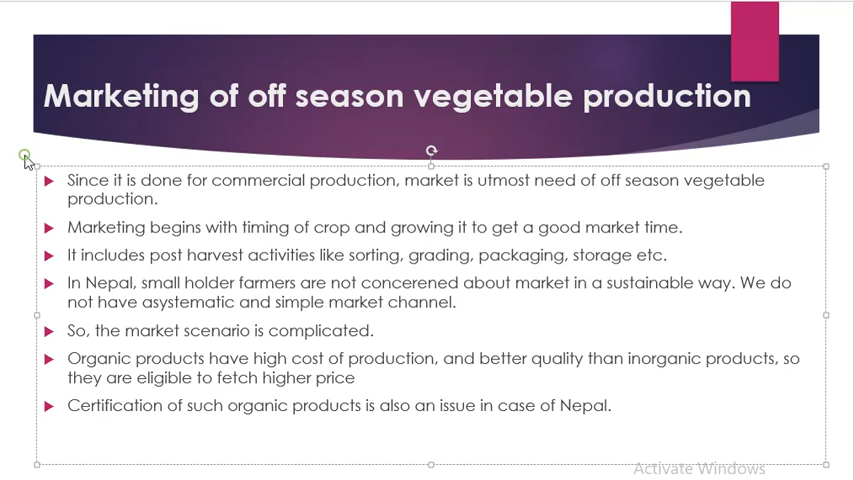 Marketing of off season vegetable production
Since it is done for commercial production, market is utmost need of off season vegetable
production.
Marketing begins with timing of crop and growing it to get a good market time.
It includes post harvest activities like sorting, grading, packaging, storage etc.
In Nepal, small holder farmers are not concerened about market in a sustainable way. We do
not have asystematic and simple market channel.
So, the market scenario is complicated.
Organic products have high cost of production, and better quality than inorganic products, so
they are eligible to fetch higher price
Certification of such organic products is also an issue in case of Nepal.
Activate Windows